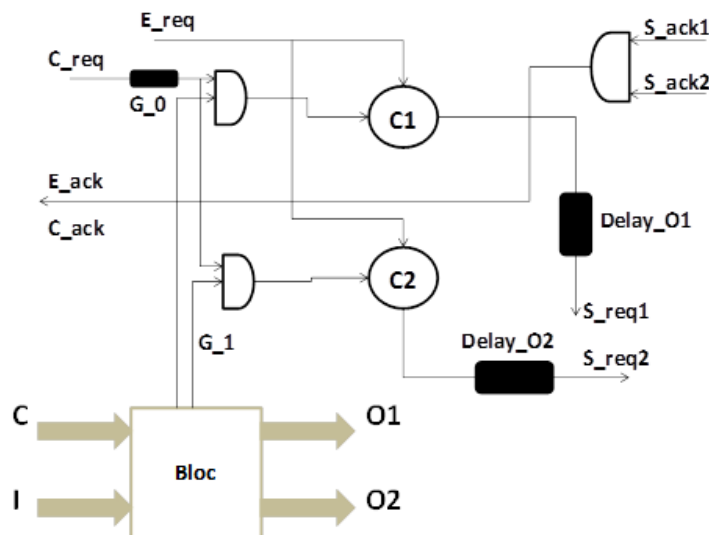 E_req
S_ack1
C_req
G_0
S_ack2
C1
E_ack
C_ack
Delay_O1
C2
S_req1
G_1
Delay_O2
S_req2
C
O1
Bloc
I
O2